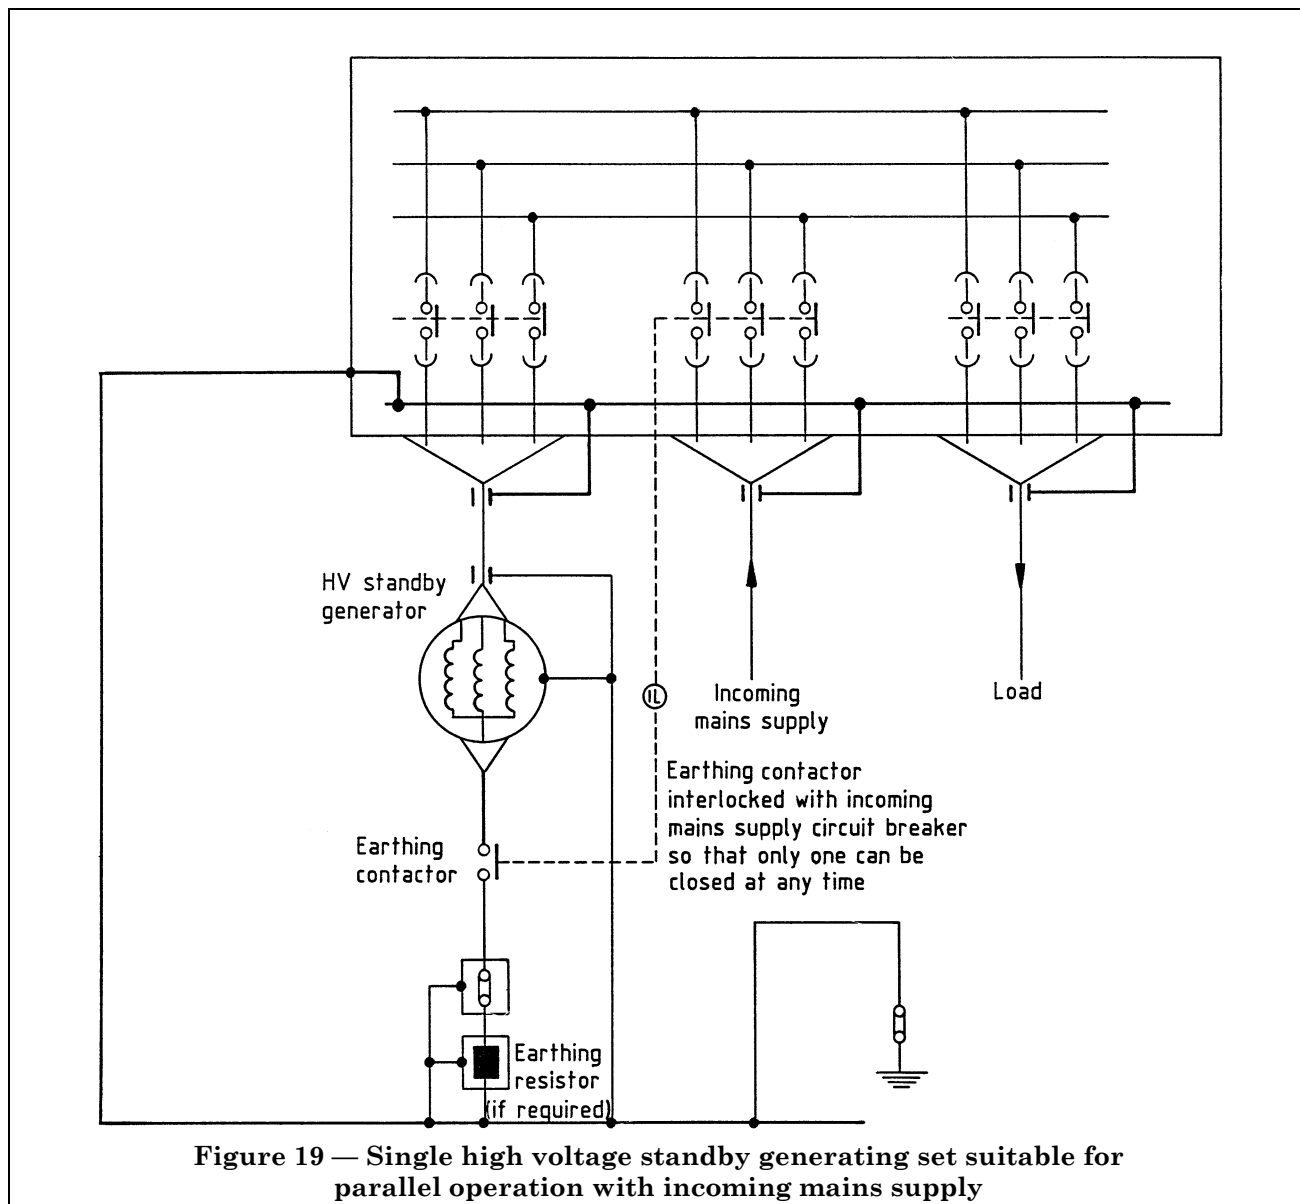 HV standby
generator
IL
Incoming
mains supply
Load
Earthing contactor
interlocked with incoming
mains supply circuit breaker
so that only one can be
closed at any time
Earthing
contactor
Earthing
resistor
(if required)
Figure 19 — Single high voltage standby generating set suitable for
parallel operation with incoming mains supply